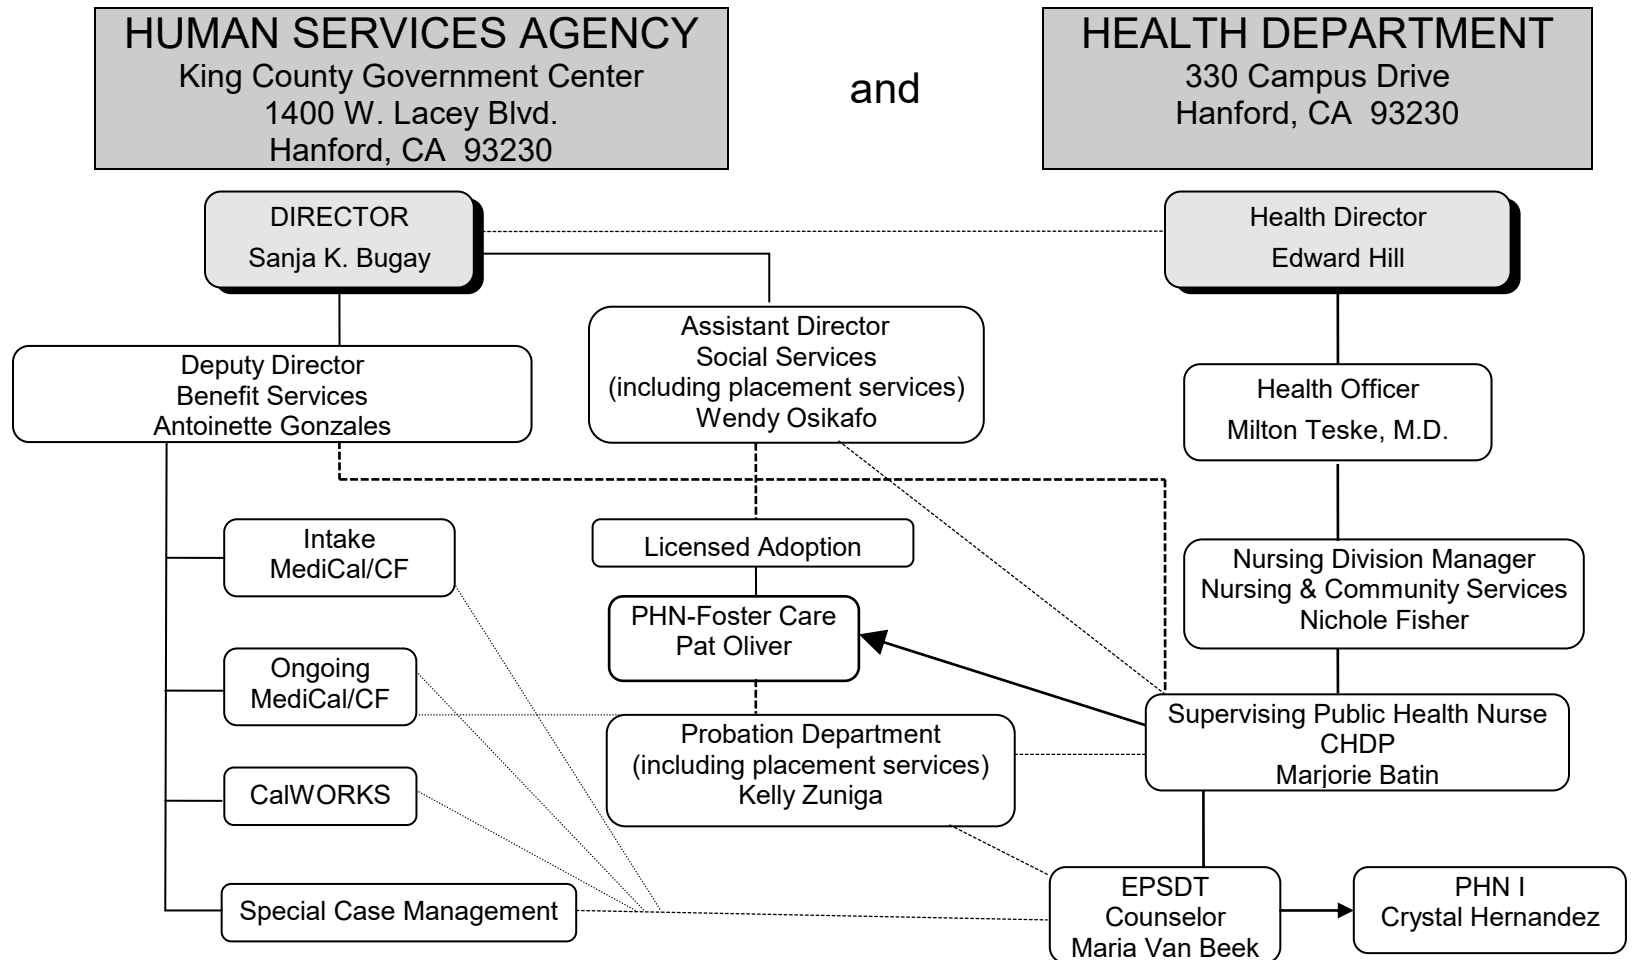 HUMAN SERVICES AGENCY
King County Government Center
1400 W. Lacey Blvd.
Hanford, CA  93230
and
HEALTH DEPARTMENT
330 Campus Drive
Hanford, CA  93230
DIRECTOR
Sanja K. Bugay
Health Director
Edward Hill
Deputy Director
Benefit Services
Antoinette Gonzales
Assistant Director
Social Services
(including placement services)
Wendy Osikafo
Health Officer
Milton Teske, M.D.
Intake
MediCal/CF
Licensed Adoption
Nursing Division Manager
Nursing & Community Services
Nichole Fisher
PHN-Foster Care
Pat Oliver
Ongoing
MediCal/CF
Probation Department
(including placement services)
Kelly Zuniga
Supervising Public Health Nurse
CHDP
Marjorie Batin
CalWORKS
Special Case Management
EPSDT
Counselor
Maria Van Beek
PHN I
Crystal Hernandez